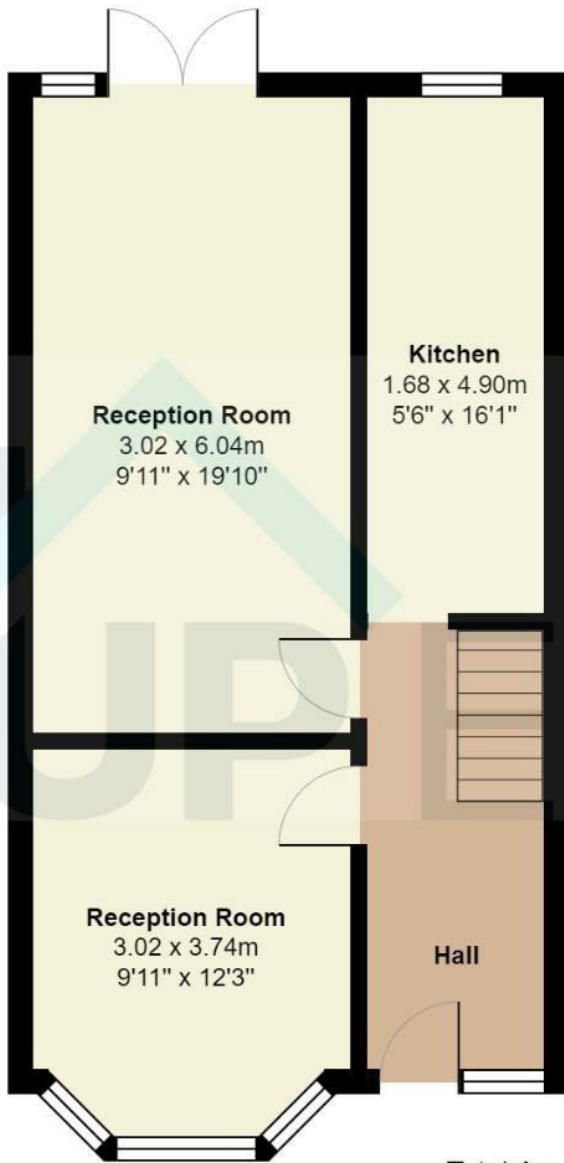 Kitchen
1.68 x 4.90m
5'6" x 16'1"
Reception Room
3.02 x 6.04m
9'11" x 19'10"
UPE
Reception Room
3.02 x 3.74m
9'11" x 12'3"
Hall